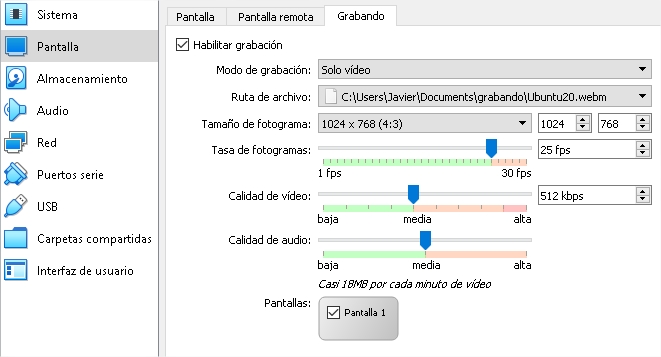 Sistema
Pantalla
Almacenamiento
Audio
Red
Puertos serie
USB
Carpetas compartidas
Interfaz de usuario
Pantalla Pantalla remota Grabando
Habilitar grabación
Modo de grabación: Solo vídeo
Ruta de archivo: C:\Users\Javier\Documents\grabando\Ubuntu20.webm
Tamaño de fotograma: 1024 x 768 (4:3) 1024 768
Tasa de fotogramas: 25 fps
1 fps 30 fps
Calidad de vídeo: 512 kbps
baja media alta
Calidad de audio:
baja media alta
Casi 18MB por cada minuto de vídeo
Pantallas: Pantalla 1